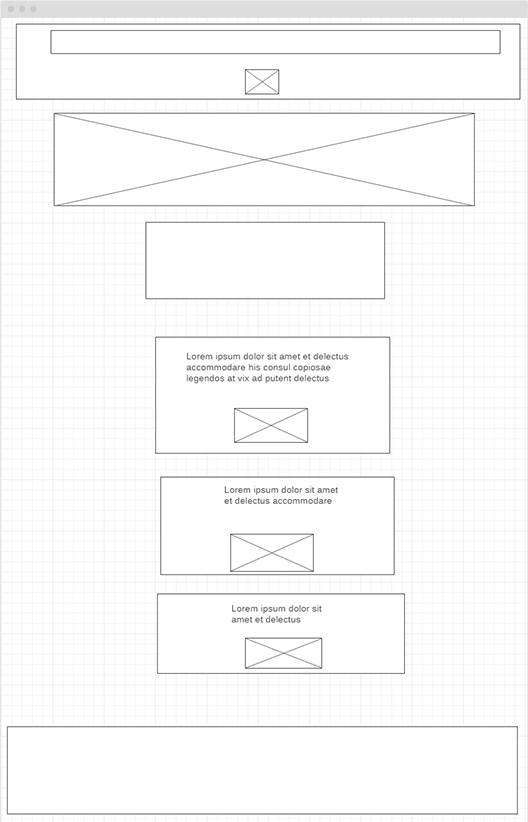 Lorem ipsum dolor sit amet et delectus
accommodare his consul copiosae
legendos at vix ad putent delectus
Lorem ipsum dolor sit amet
et delectus accommodare
Lorem ipsum dolor sit
amet et delectus